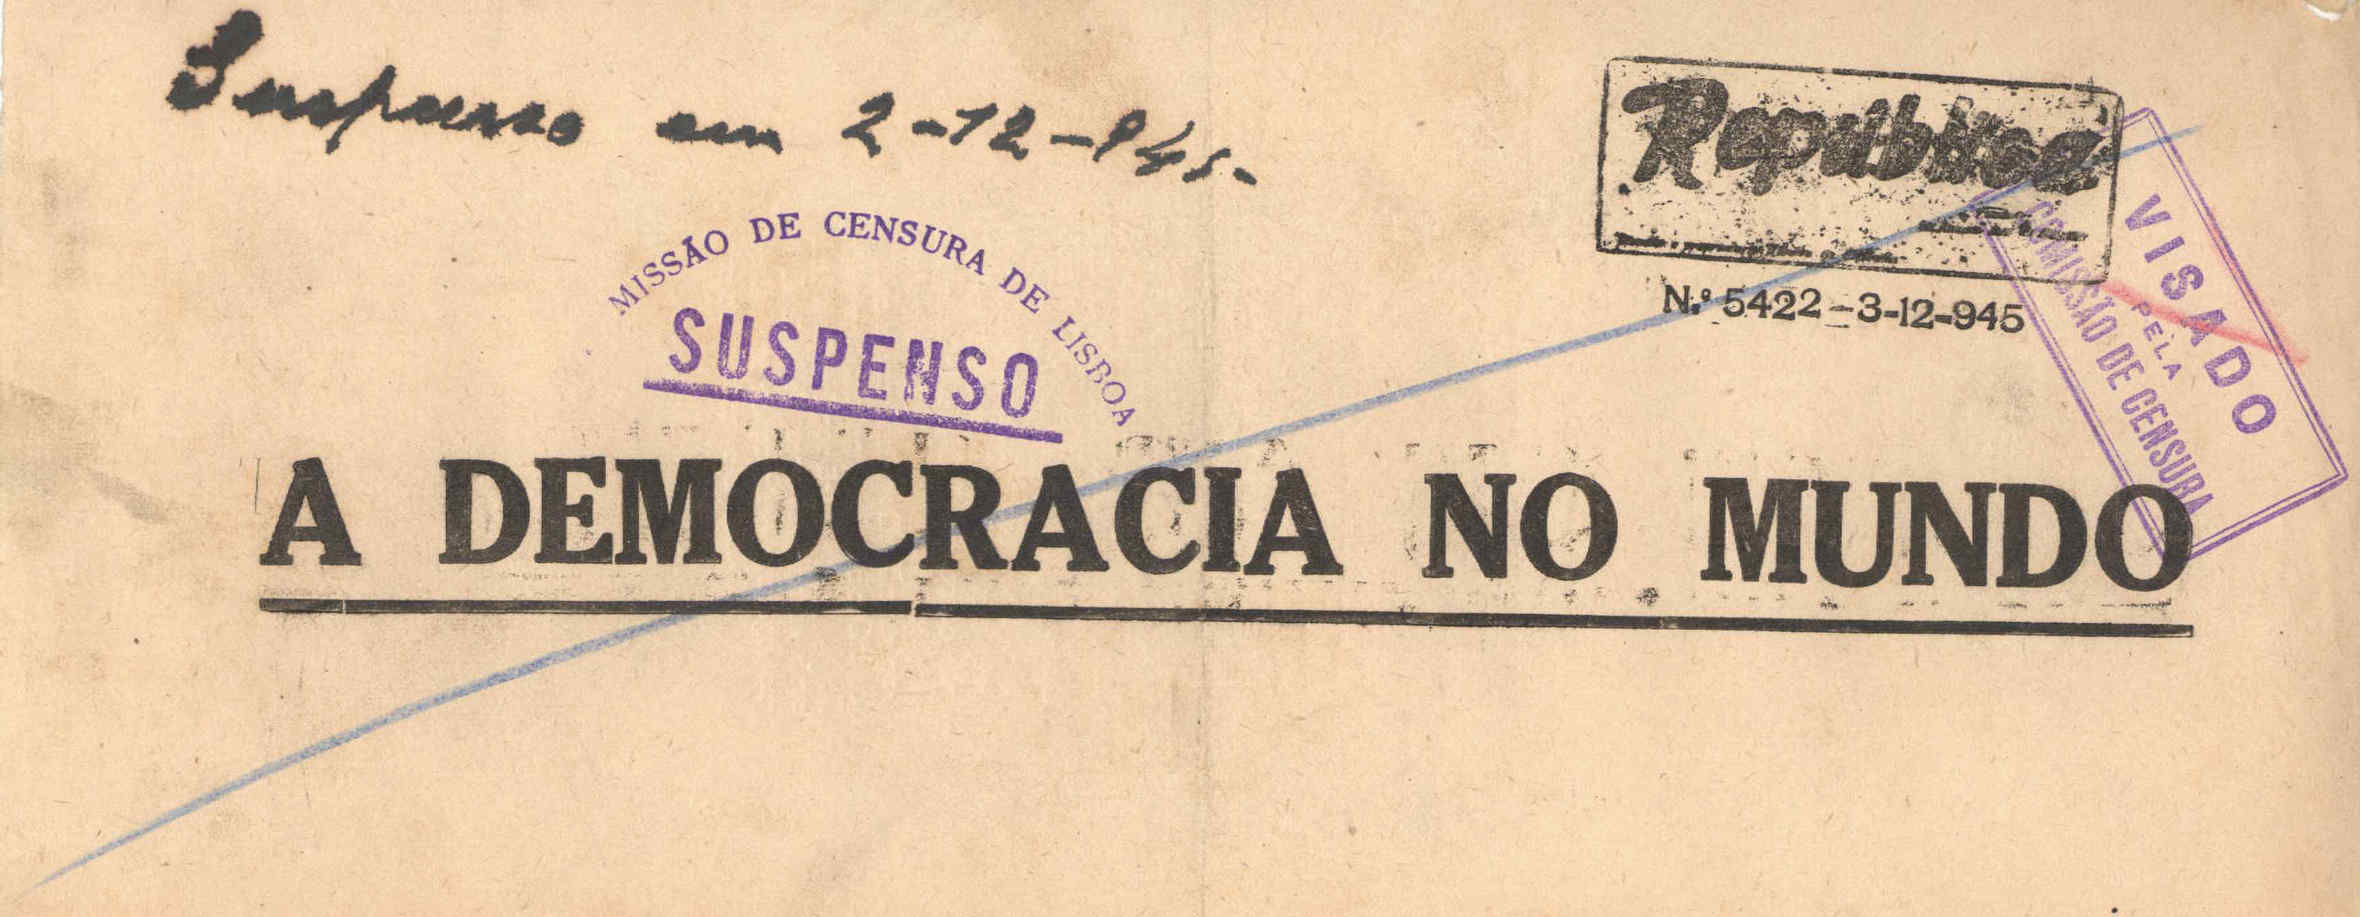 Suspenso em 2-12-945-
República
N.º 5422-3-12-945
VISADO
PELA
COMISSÃO DE CENSURA
MISSÃO DE CENSURA DE LISBOA
SUSPENSO
A DEMOCRACIA NO MUNDO